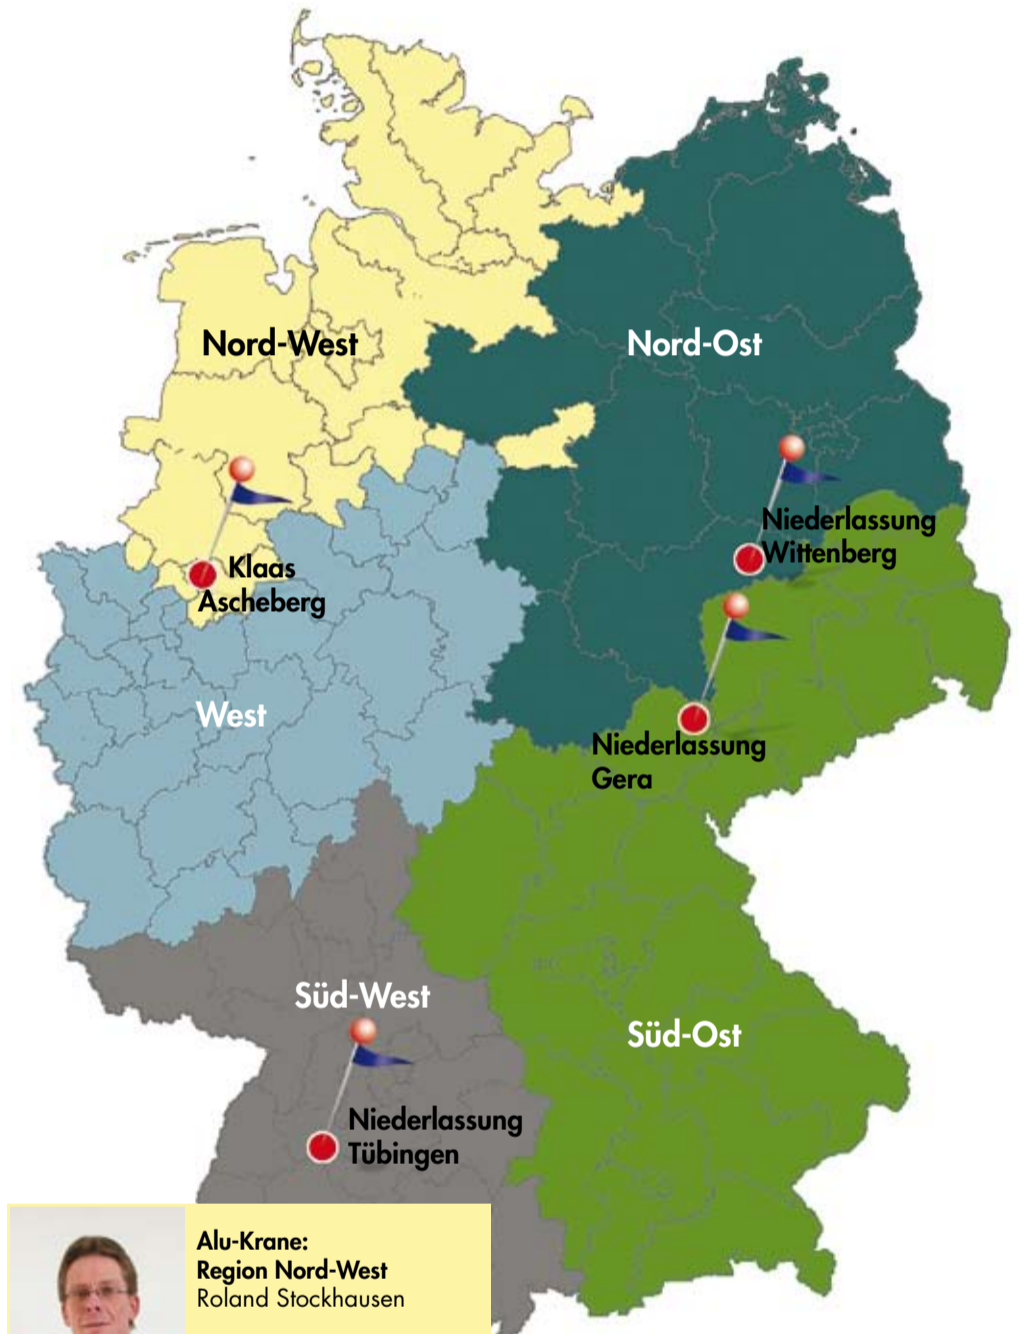 Nord-West
Nord-Ost
Niederlassung
Wittenberg
Klaas
Ascheberg
West
Niederlassung
Gera
Süd-West
Süd-Ost
Niederlassung
Tübingen
Alu-Krane:
Region Nord-West
Roland Stockhausen